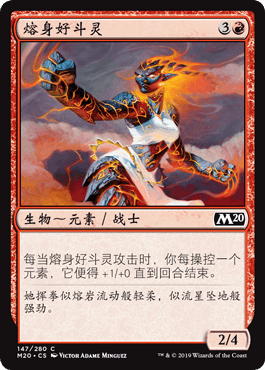 熔身好斗灵 3
生物～元素 / 战士 M20
每当熔身好斗灵攻击时，你每操控一个
元素，它便得 +1/+0 直到回合结束。
她挥拳似熔岩流动般轻柔，似流星坠地般
强劲。
2/4
147/280 C
M20 • CS VICTOR ADAME MINGUEZ
™ & © 2019 Wizards of the Coast